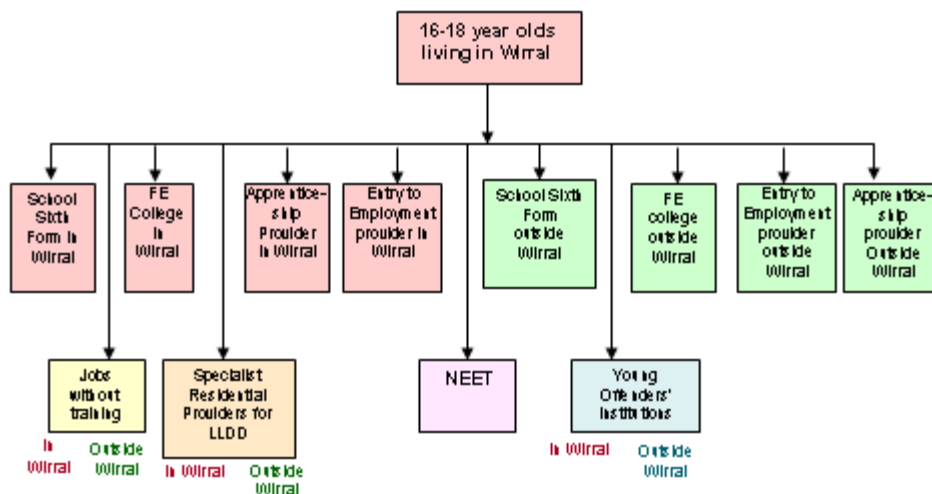 16-18 year olds
living in Wirral
School
Sixth
Form in
Wirral
FE
College
in
Wirral
Apprentice-
ship
Provider
in Wirral
Entry to
Employment
provider in
Wirral
School Sixth
Form
outside
Wirral
FE
college
outside
Wirral
Entry to
Employment
provider
outside
Wirral
Apprentice-
ship
provider
Outside
Wirral
Jobs
without
training
In
Wirral
Outside
Wirral
Specialist
Residential
Providers for
LLDD
In Wirral
Outside
Wirral
NEET
Young
Offenders'
Institutions
In Wirral
Outside
Wirral